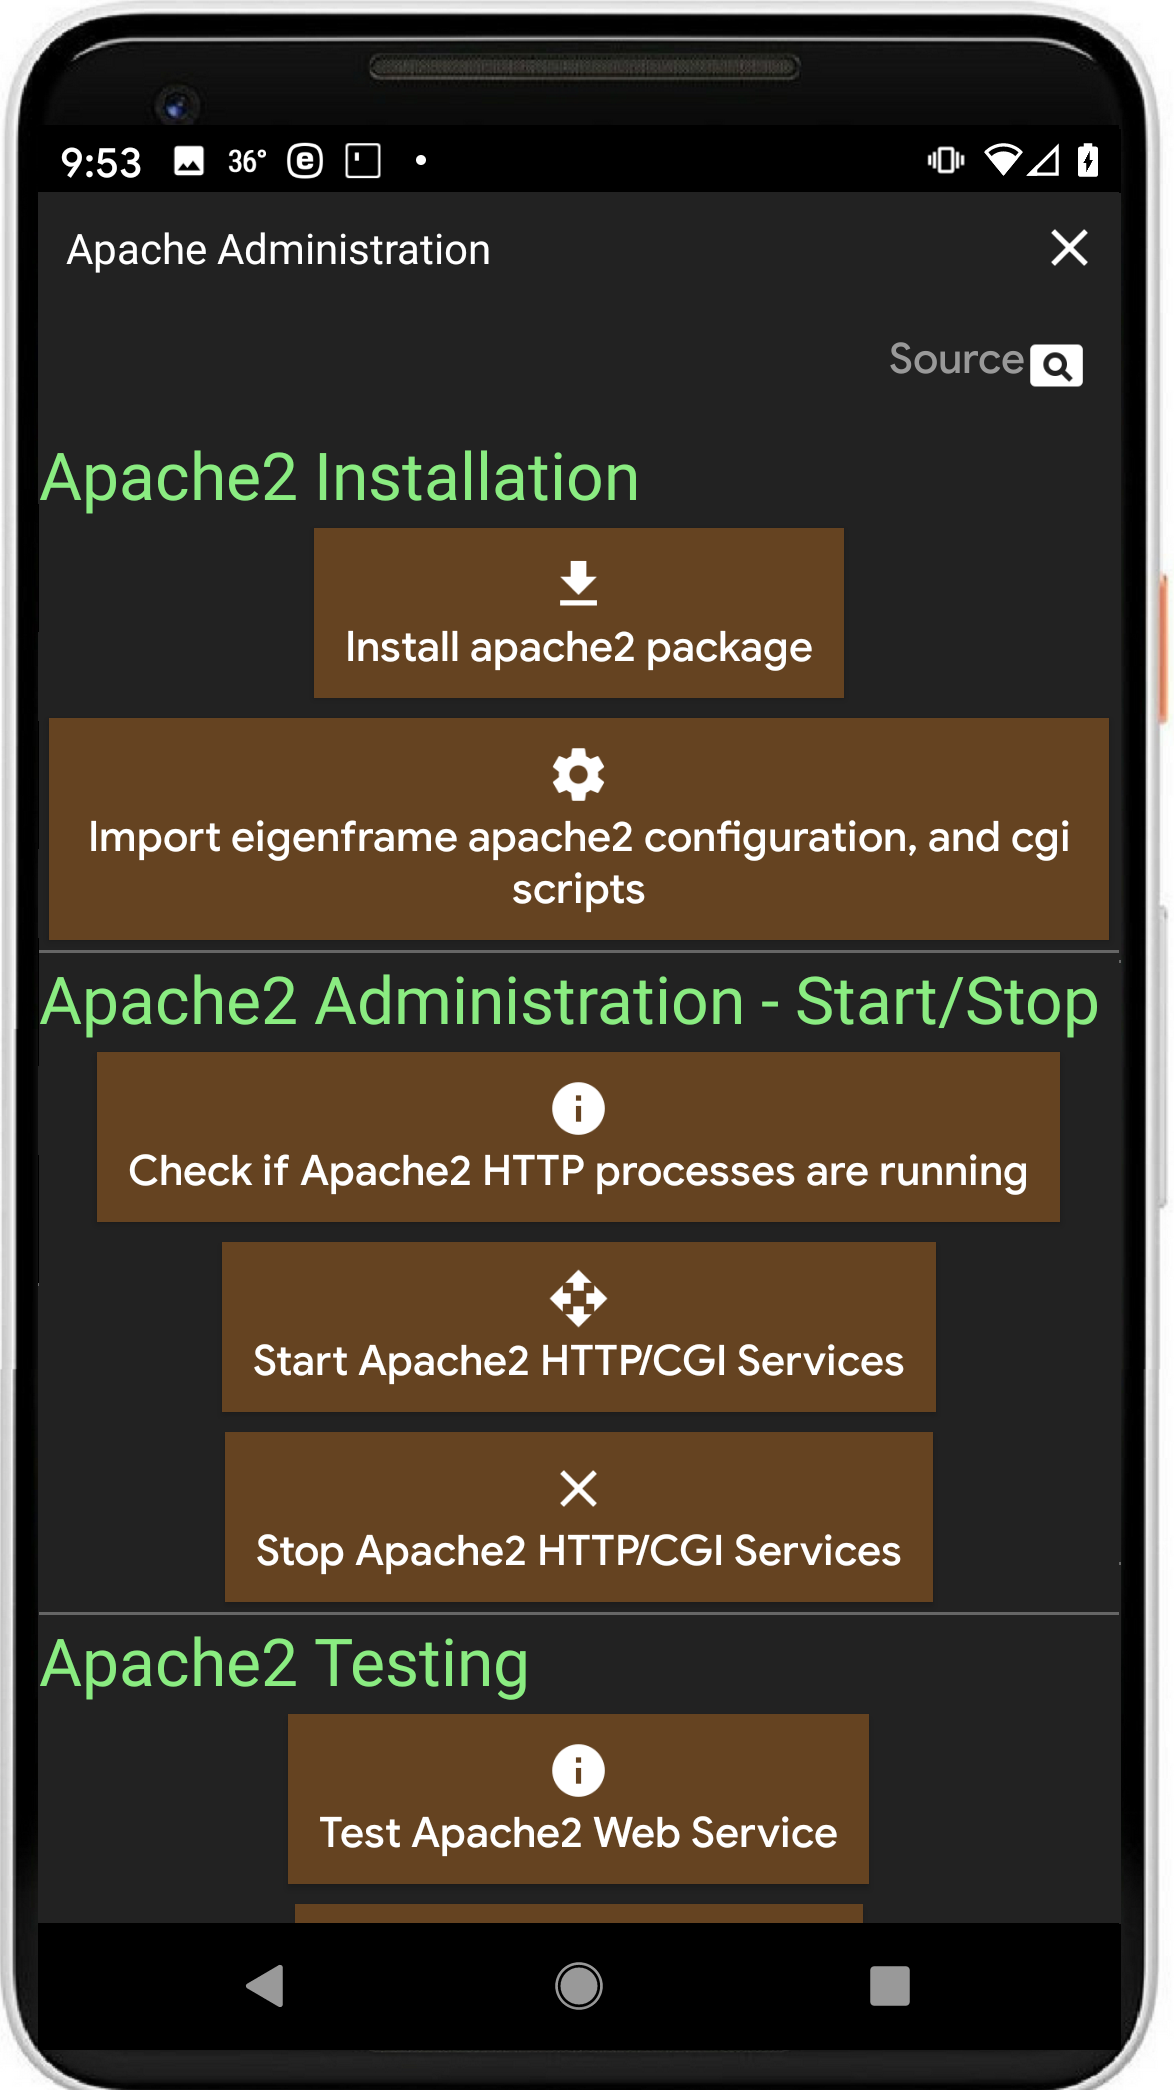 9:53 36° e
Apache Administration
Source
Apache2 Installation
Install apache2 package
Import eigenframe apache2 configuration, and cgi
scripts
Apache2 Administration - Start/Stop
Check if Apache2 HTTP processes are running
Start Apache2 HTTP/CGI Services
Stop Apache2 HTTP/CGI Services
Apache2 Testing
Test Apache2 Web Service